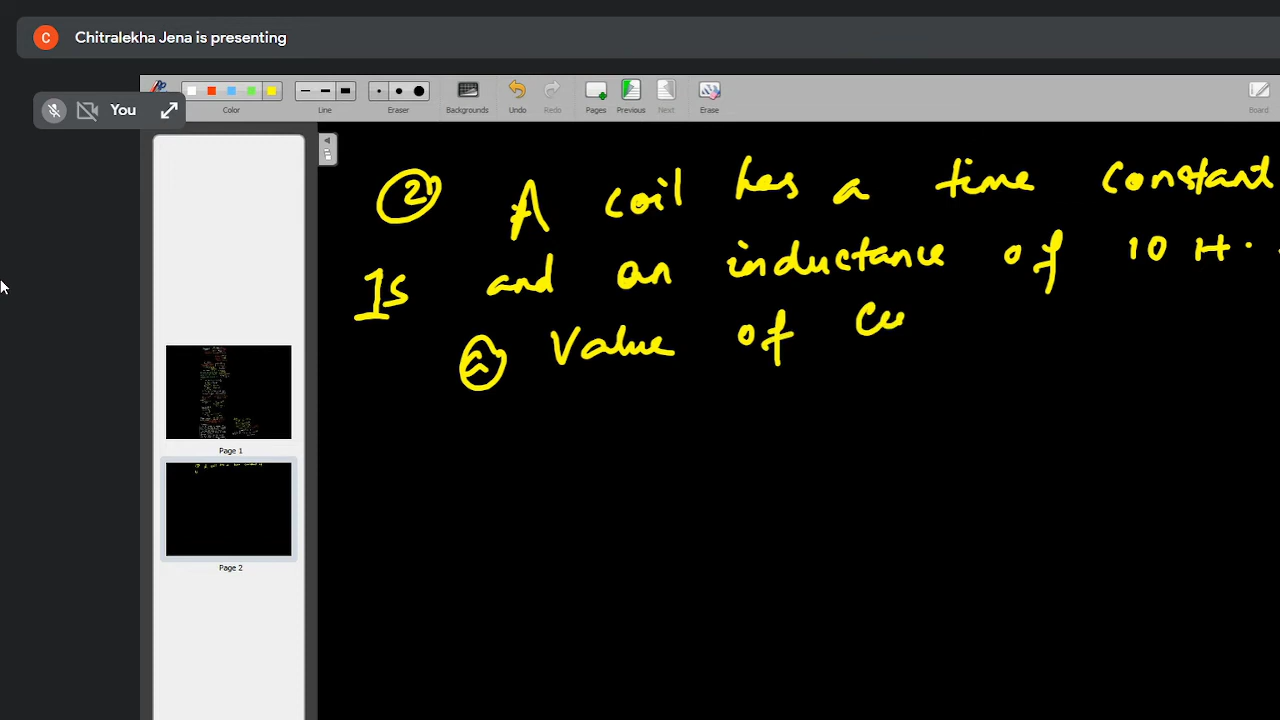 Chitralekha Jena is presenting
You
Color
Line
Eraser
Backgrounds
Undo
Redo
Pages
Previous
Next
Erase
Board
② A coil has a time constant
1s and an inductance of 10 H.
ⓐ Value of Cu
Page 1
Page 2